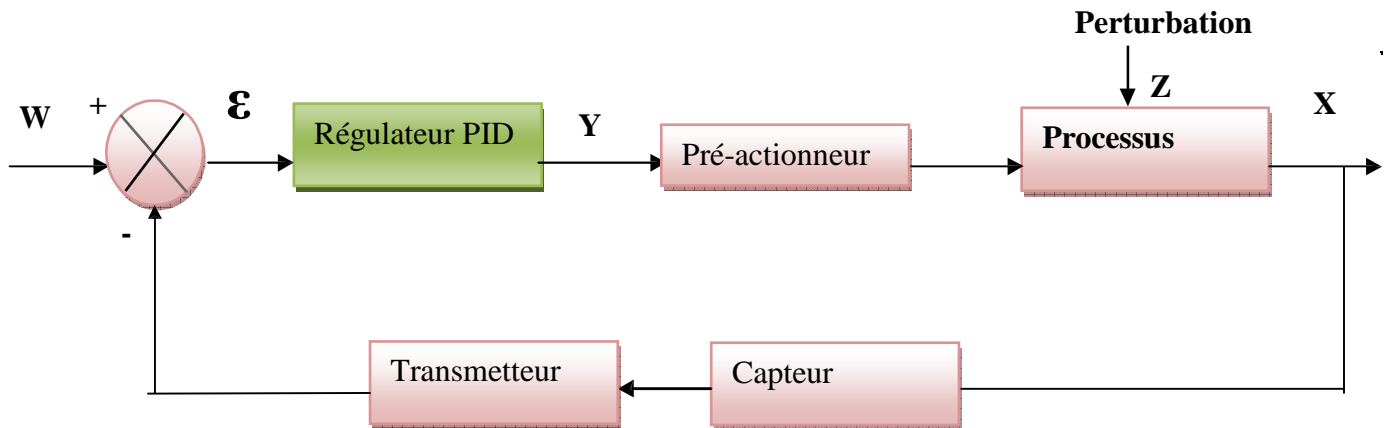 Perturbation
W
+
ε
Régulateur PID
Y
Pré-actionneur
Z
Processus
X
-
Transmetteur
Capteur